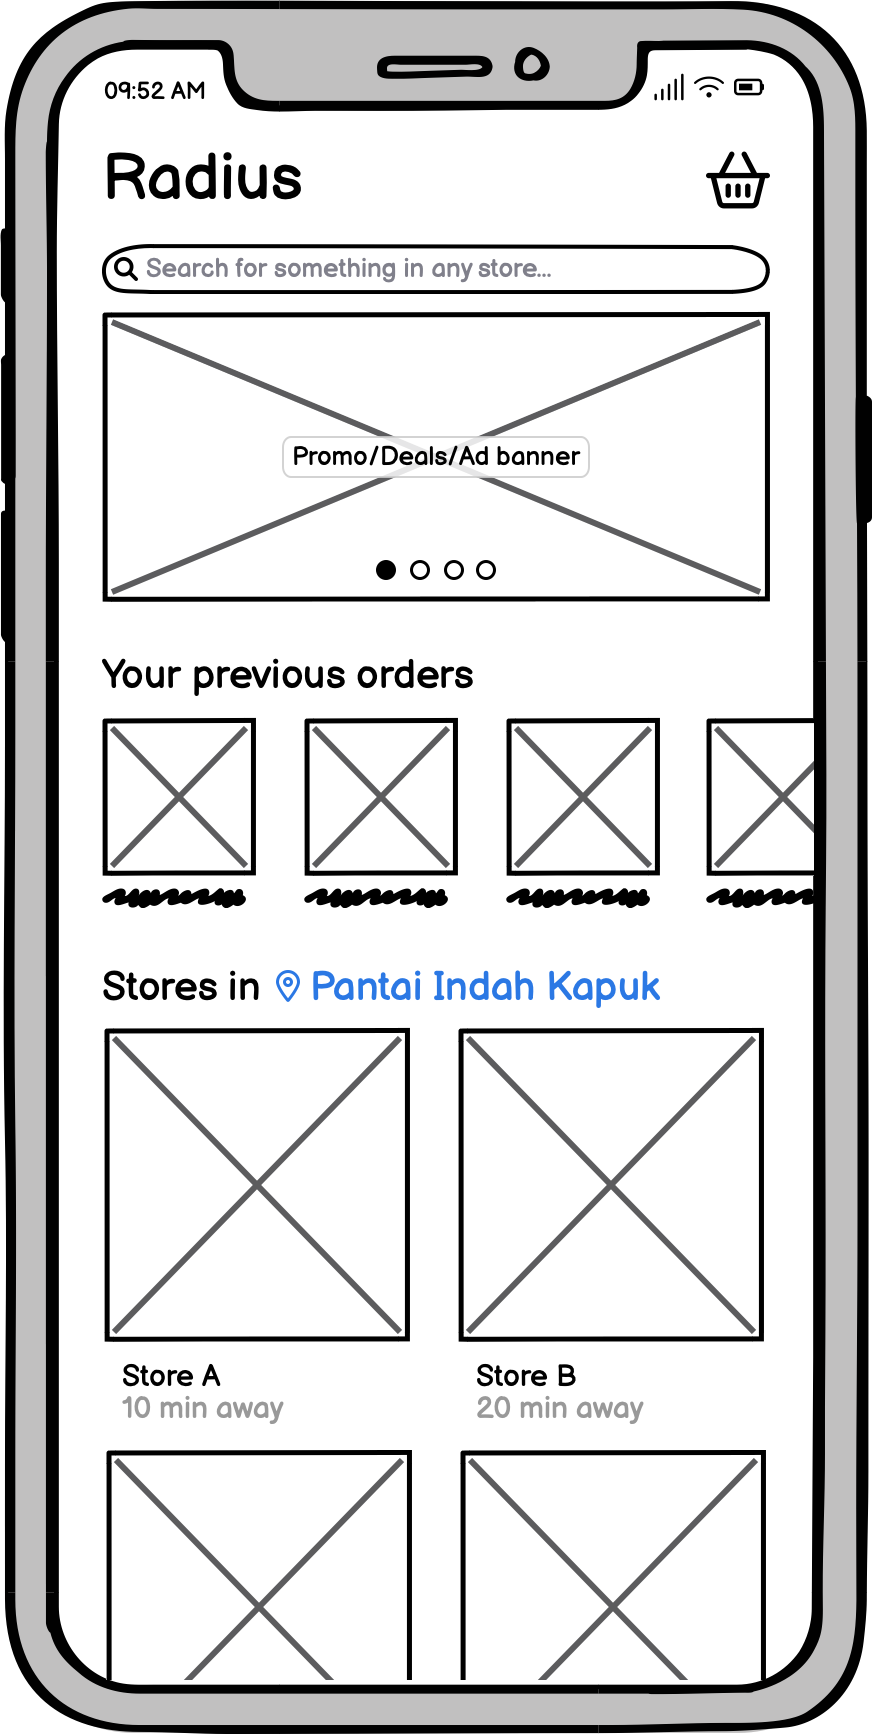 09:52 AM
Radius
Search for something in any store...
Promo/Deals/Ad banner
Your previous orders
Stores in Pantai Indah Kapuk
Store A
10 min away
Store B
20 min away